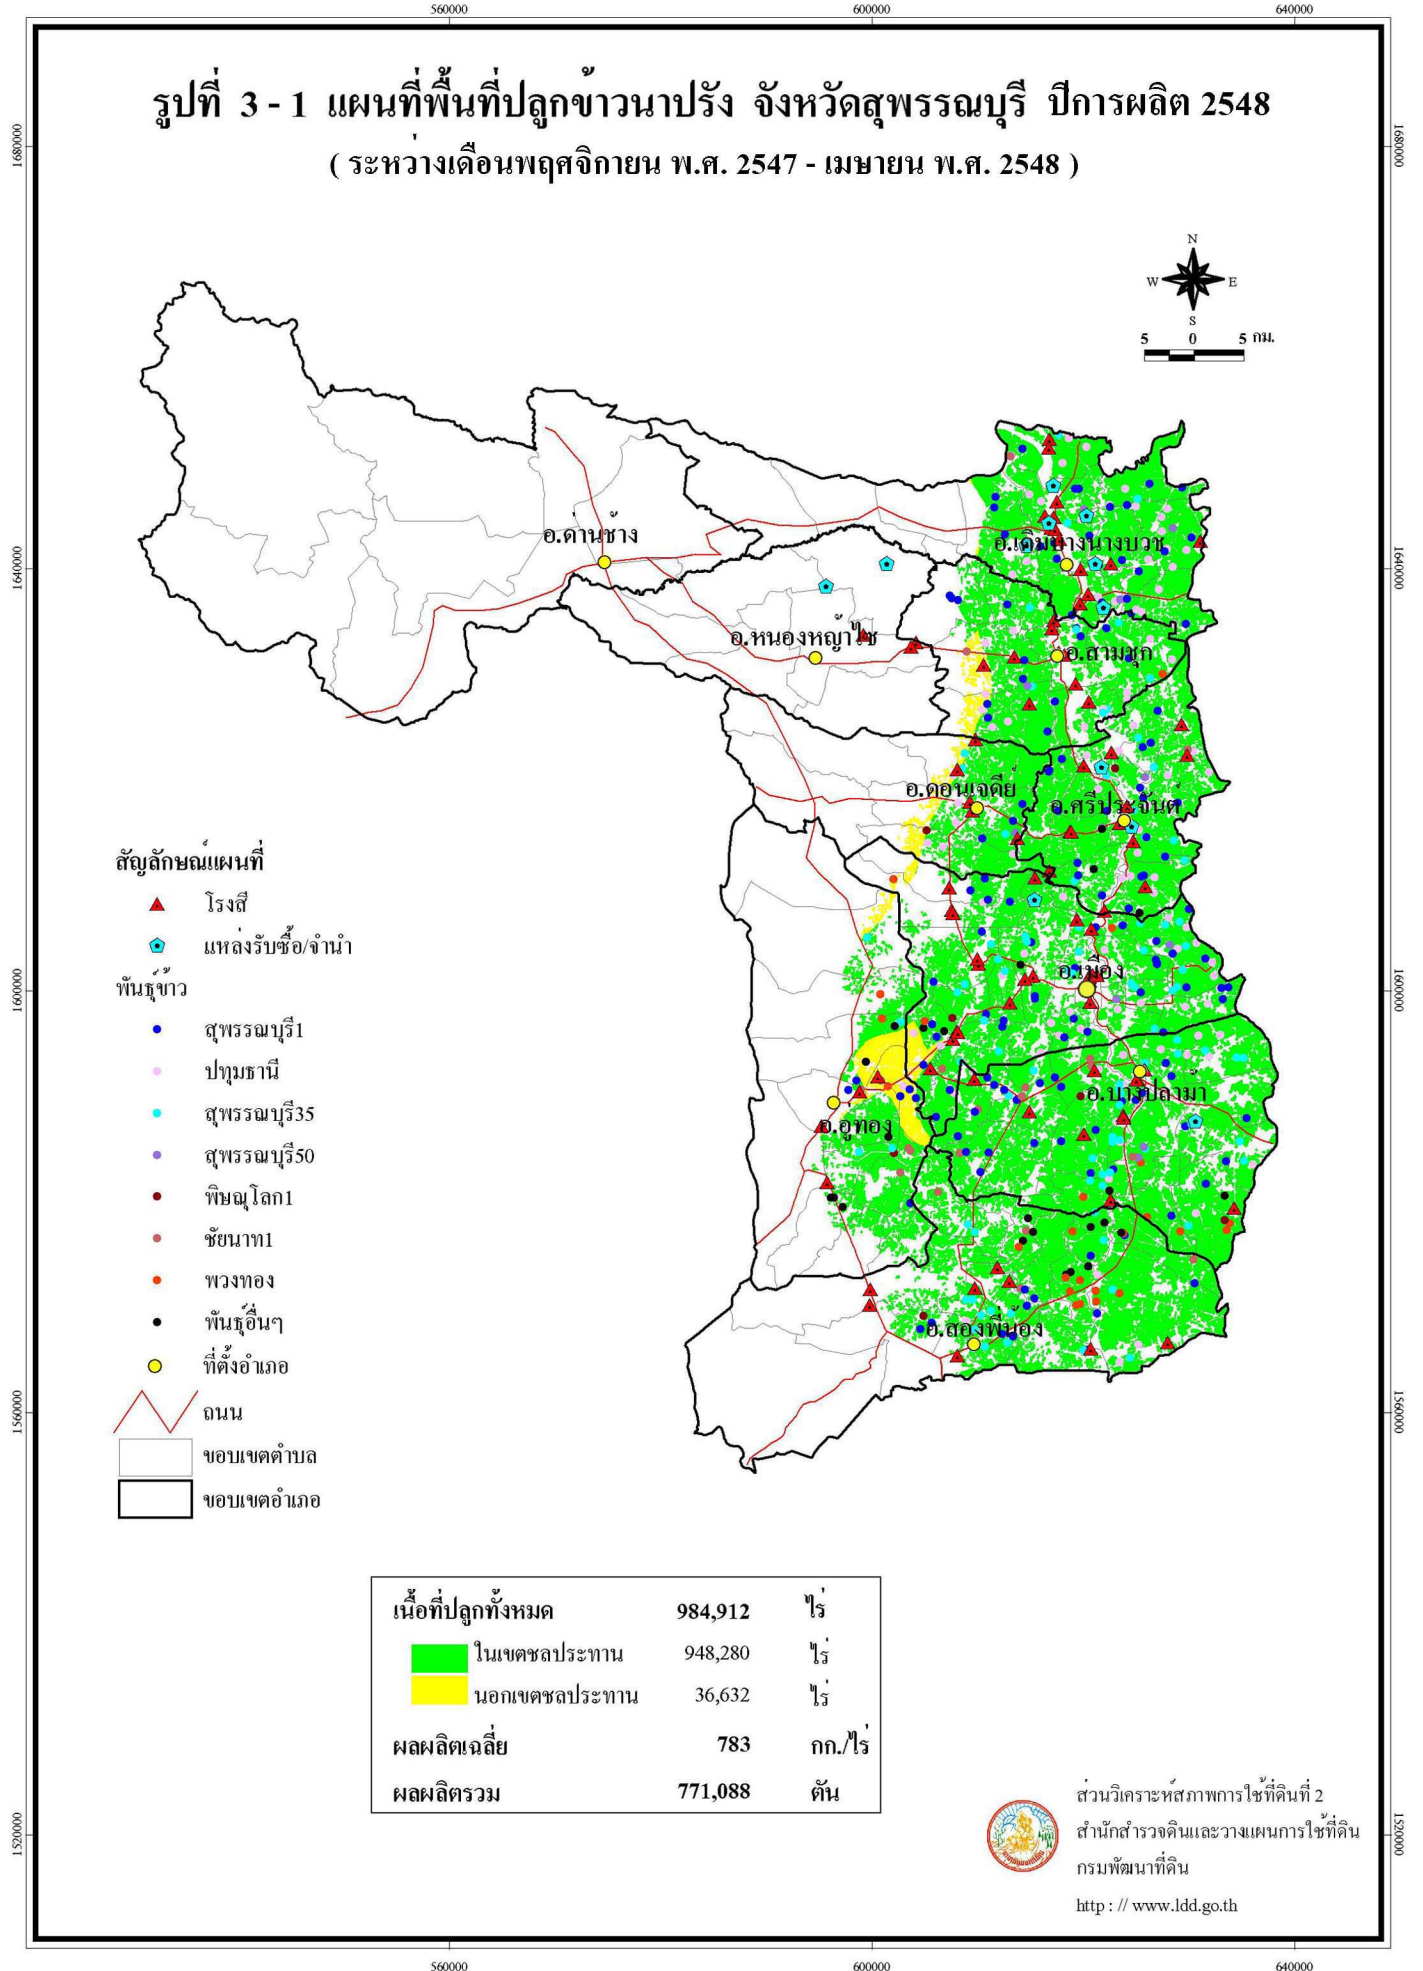 560000 600000 640000
รูปที่ 3 - 1 แผนที่พื้นที่ปลูกข้าวนาปรัง จังหวัดสุพรรณบุรี ปีการผลิต 2548
( ระหว่างเดือนพฤศจิกายน พ.ศ. 2547 - เมษายน พ.ศ. 2548 )
1680000 1680000
N
W E
S
5 0 5 กม.
อ.ด่านช้าง
อ.เดิมบางนางบวช
1640000 1640000
อ.หนองหญ้าไซ
อ.สามชุก
อ.ดอนเจดีย์
อ.ศรีประจันต์
สัญลักษณ์แผนที่
โรงสี
แหล่งรับซื้อ/จำนำ
อ.เมือง
พันธุ์ข้าว
1600000 1600000
สุพรรณบุรี1
ปทุมธานี
อ.บางปลาม้า
สุพรรณบุรี35
อ.อู่ทอง
สุพรรณบุรี50
พิษณุโลก1
ชัยนาท1
พวงทอง
พันธุ์อื่นๆ
อ.สองพี่น้อง
ที่ตั้งอำเภอ
ถนน
1560000 1560000
ขอบเขตตำบล
ขอบเขตอำเภอ
เนื้อที่ปลูกทั้งหมด 984,912 ไร่
ในเขตชลประทาน 948,280 ไร่
นอกเขตชลประทาน 36,632 ไร่
ผลผลิตเฉลี่ย 783 กก./ไร่
ผลผลิตรวม 771,088 ตัน
ส่วนวิเคราะห์สภาพการใช้ที่ดินที่ 2
สำนักสำรวจดินและวางแผนการใช้ที่ดิน
กรมพัฒนาที่ดิน
http : // www.ldd.go.th
1520000 1520000
560000 600000 640000